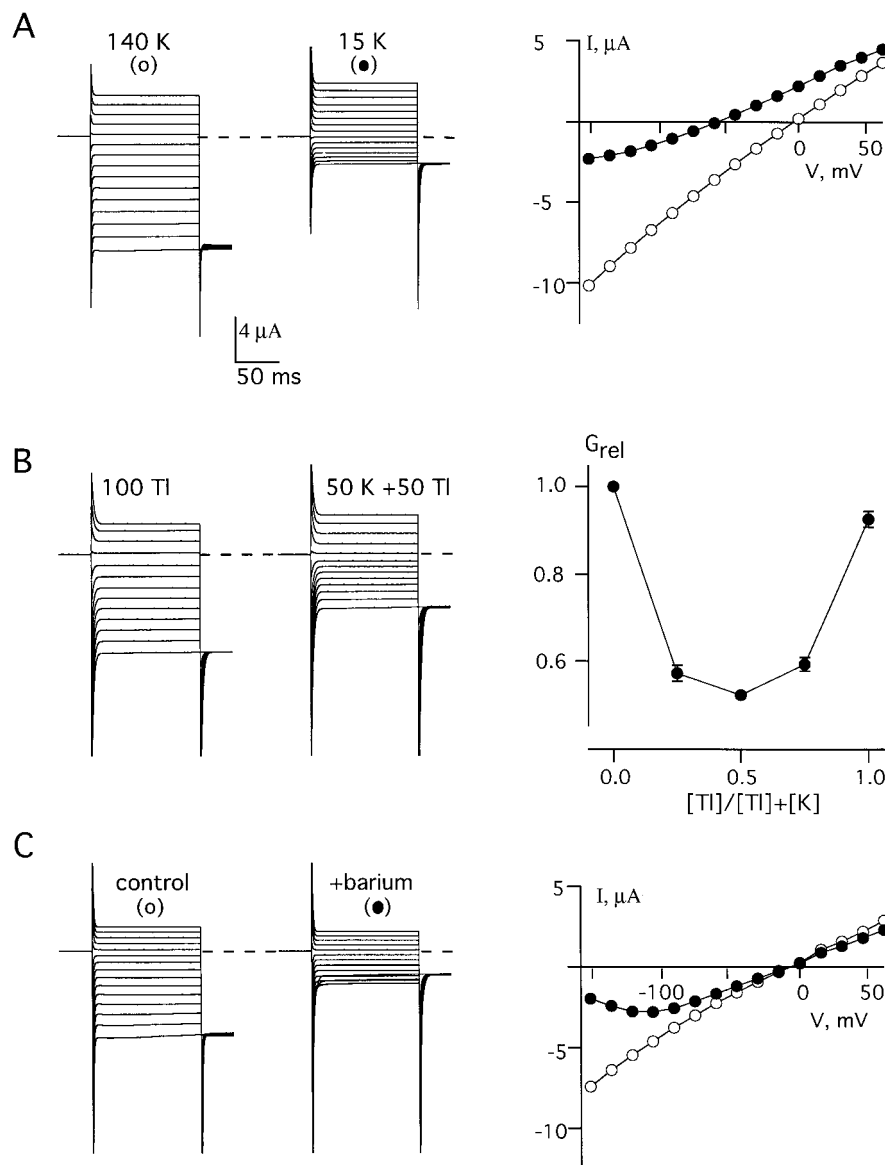 A
140 K
(o)
15 K
(●)
4 µA
50 ms
5
I, µA
0
50
V, mV
-5
-10
B
100 Tl
50 K +50 Tl
Grel
1.0
0.8
0.6
0.0
0.5
1.0
[Tl]/[Tl]+[K]
C
control
(o)
+barium
(●)
5
I, µA
-100
0
50
V, mV
-5
-10